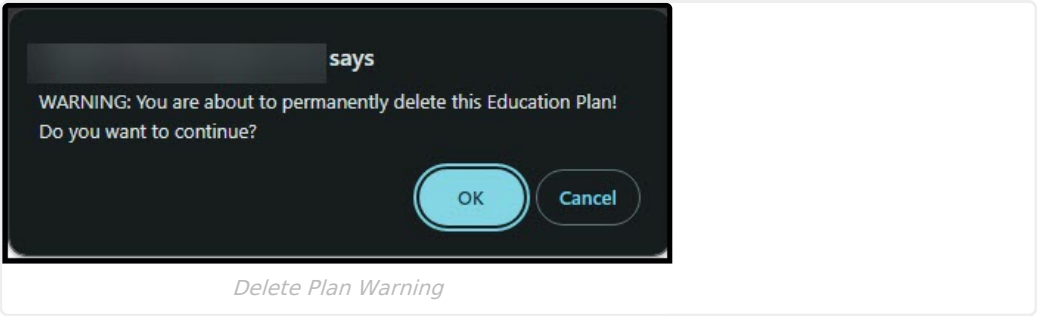 says
WARNING: You are about to permanently delete this Education Plan!
Do you want to continue?
OK
Cancel
Delete Plan Warning